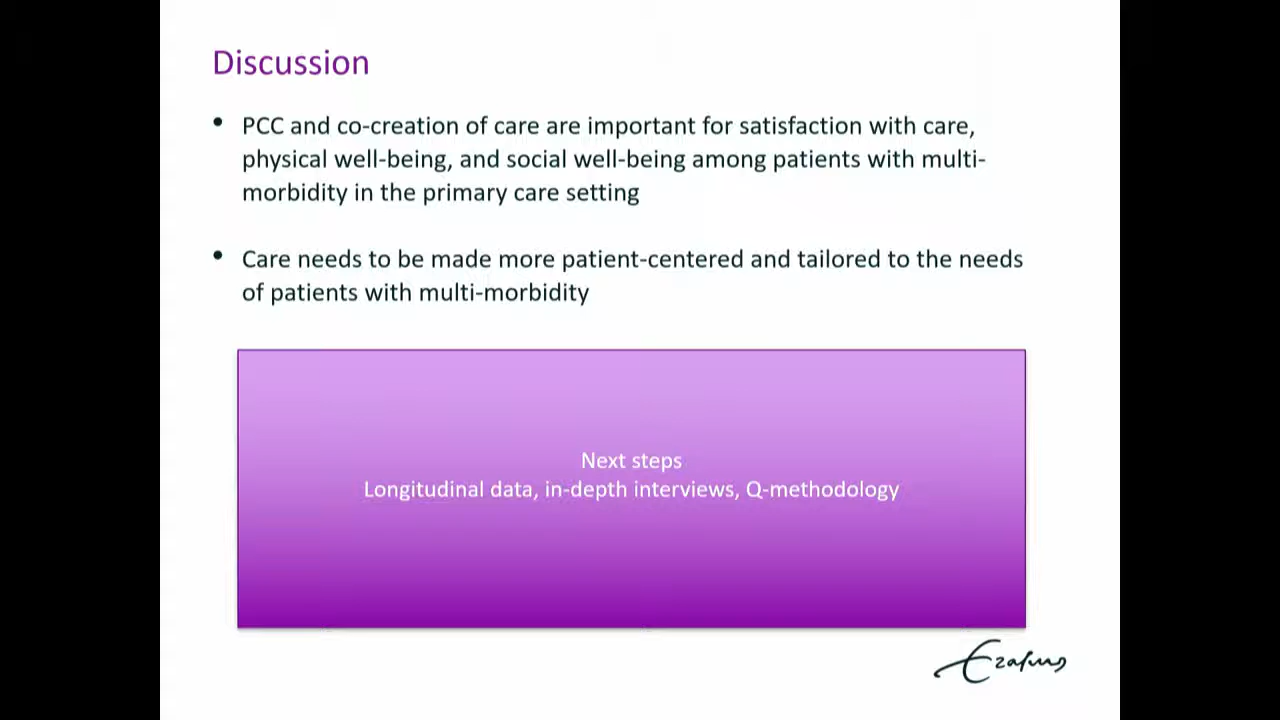 Discussion
• PCC and co-creation of care are important for satisfaction with care,
physical well-being, and social well-being among patients with multi-
morbidity in the primary care setting
• Care needs to be made more patient-centered and tailored to the needs
of patients with multi-morbidity
Next steps
Longitudinal data, in-depth interviews, Q-methodology
Erasmus